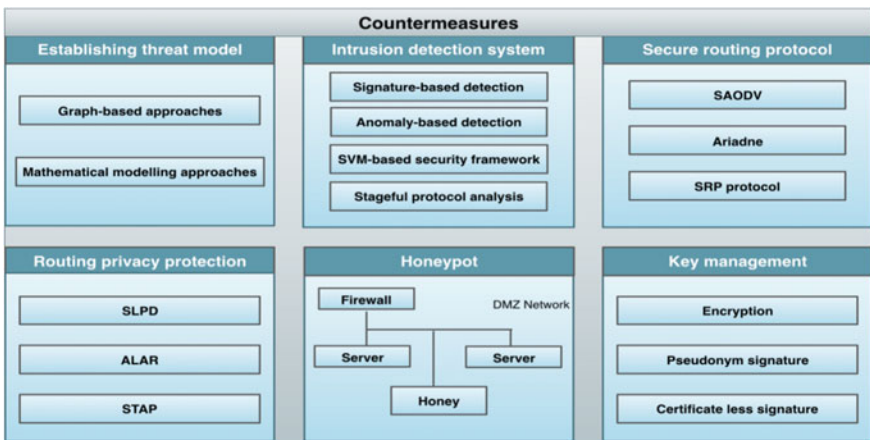 Countermeasures
Establishing threat model
Graph-based approaches
Mathematical modelling approaches
Intrusion detection system
Signature-based detection
Anomaly-based detection
SVM-based security framework
Stageful protocol analysis
Secure routing protocol
SAODV
Ariadne
SRP protocol
Routing privacy protection
SLPD
ALAR
STAP
Honeypot
Firewall
DMZ Network
Server
Server
Honey
Key management
Encryption
Pseudonym signature
Certificate less signature